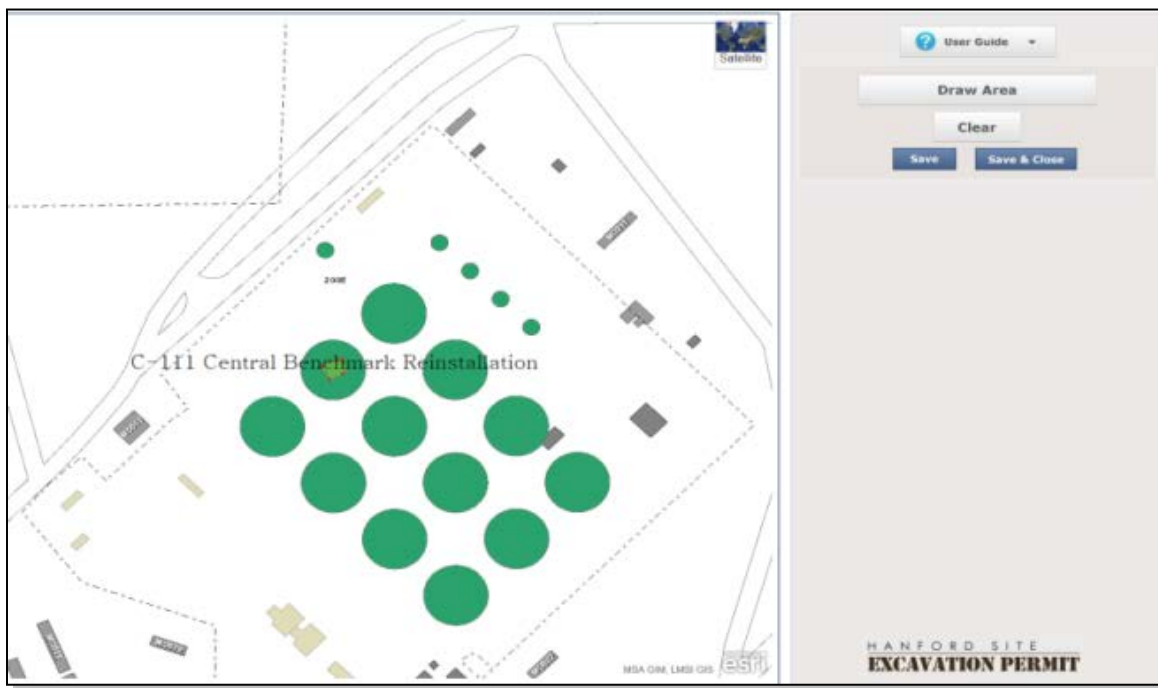 Satellite
User Guide
Draw Area
Clear
Save
Save & Close
C-111 Central Benchmark Reinstallation
MSA GIM, LMSI GIS
esri
HANFORD SITE
EXCAVATION PERMIT